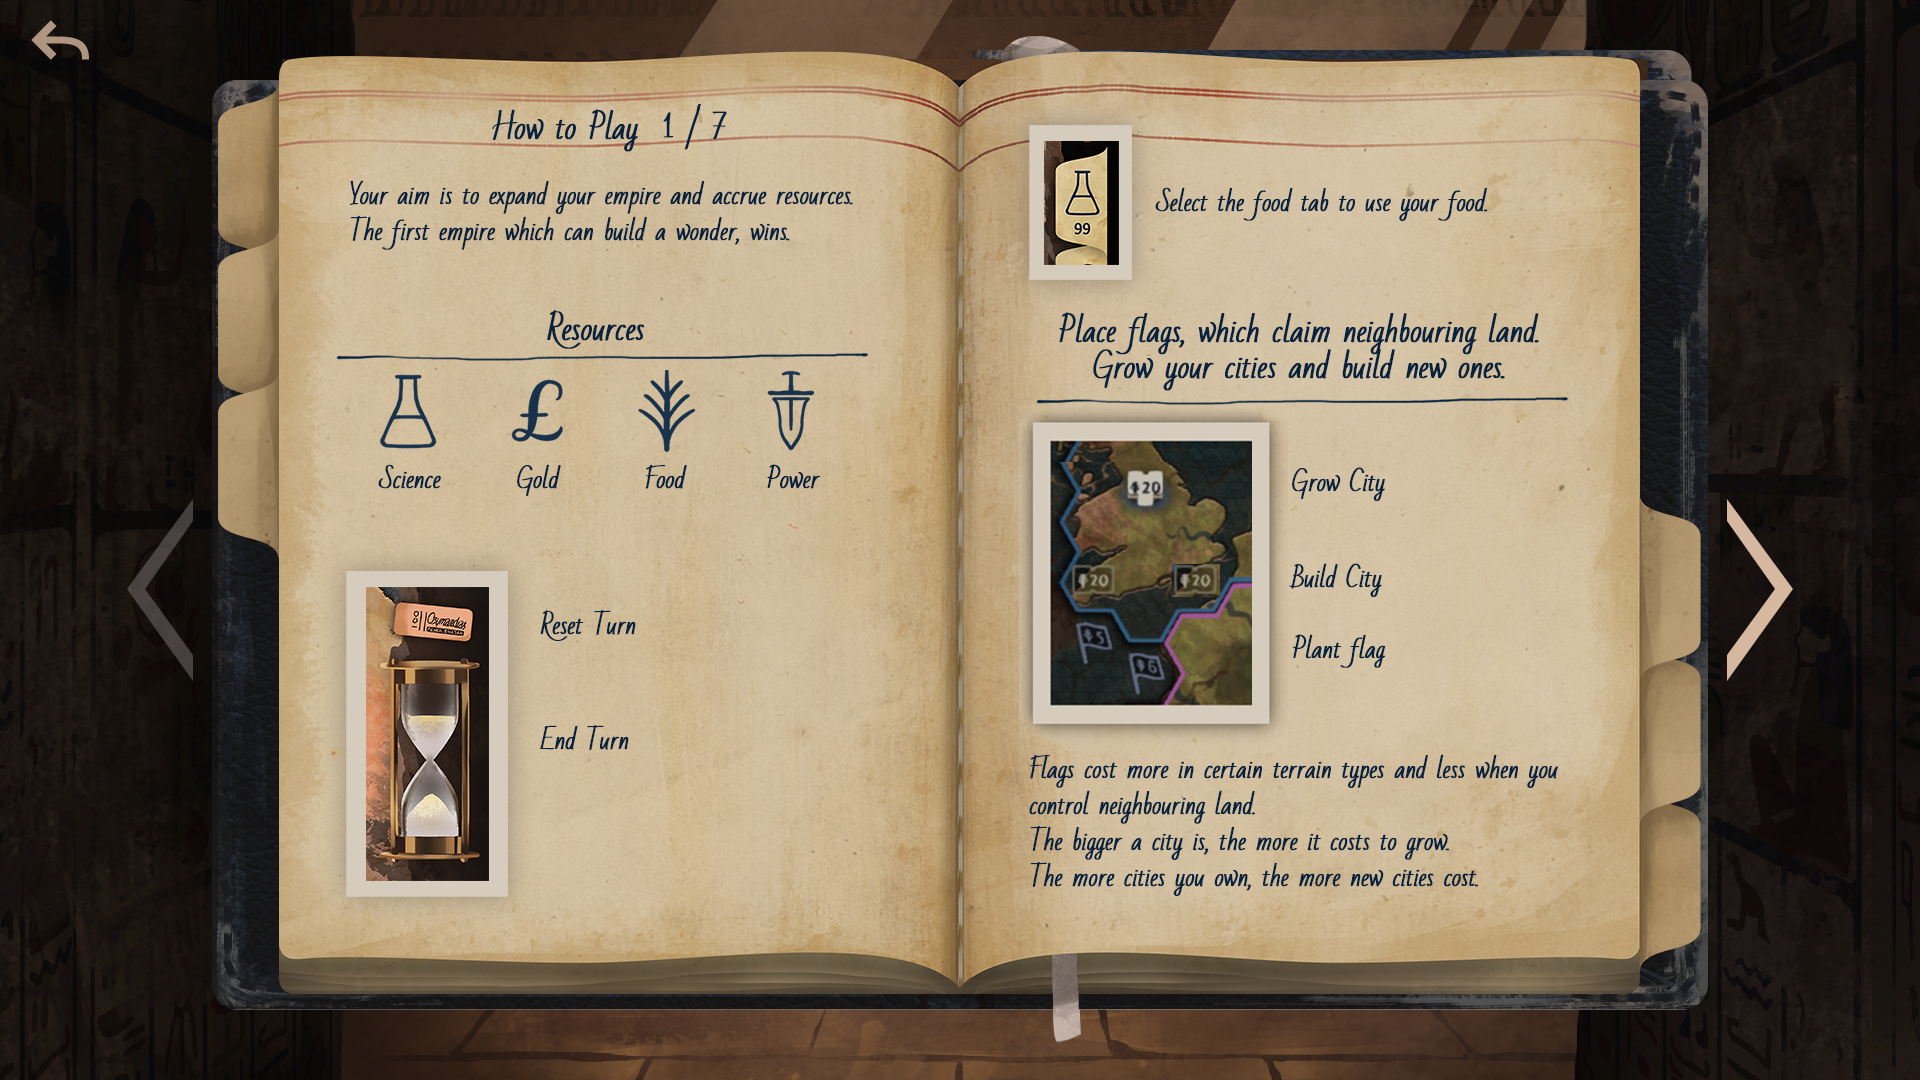 How to Play 1 / 7
Your aim is to expand your empire and accrue resources.
The first empire which can build a wonder, wins.
Resources
Science
Gold
Food
Power
Ozymandias
Reset Turn
End Turn
99
Select the food tab to use your food.
Place flags, which claim neighbouring land.
Grow your cities and build new ones.
20
20
20
5
6
Grow City
Build City
Plant flag
Flags cost more in certain terrain types and less when you
control neighbouring land.
The bigger a city is, the more it costs to grow.
The more cities you own, the more new cities cost.